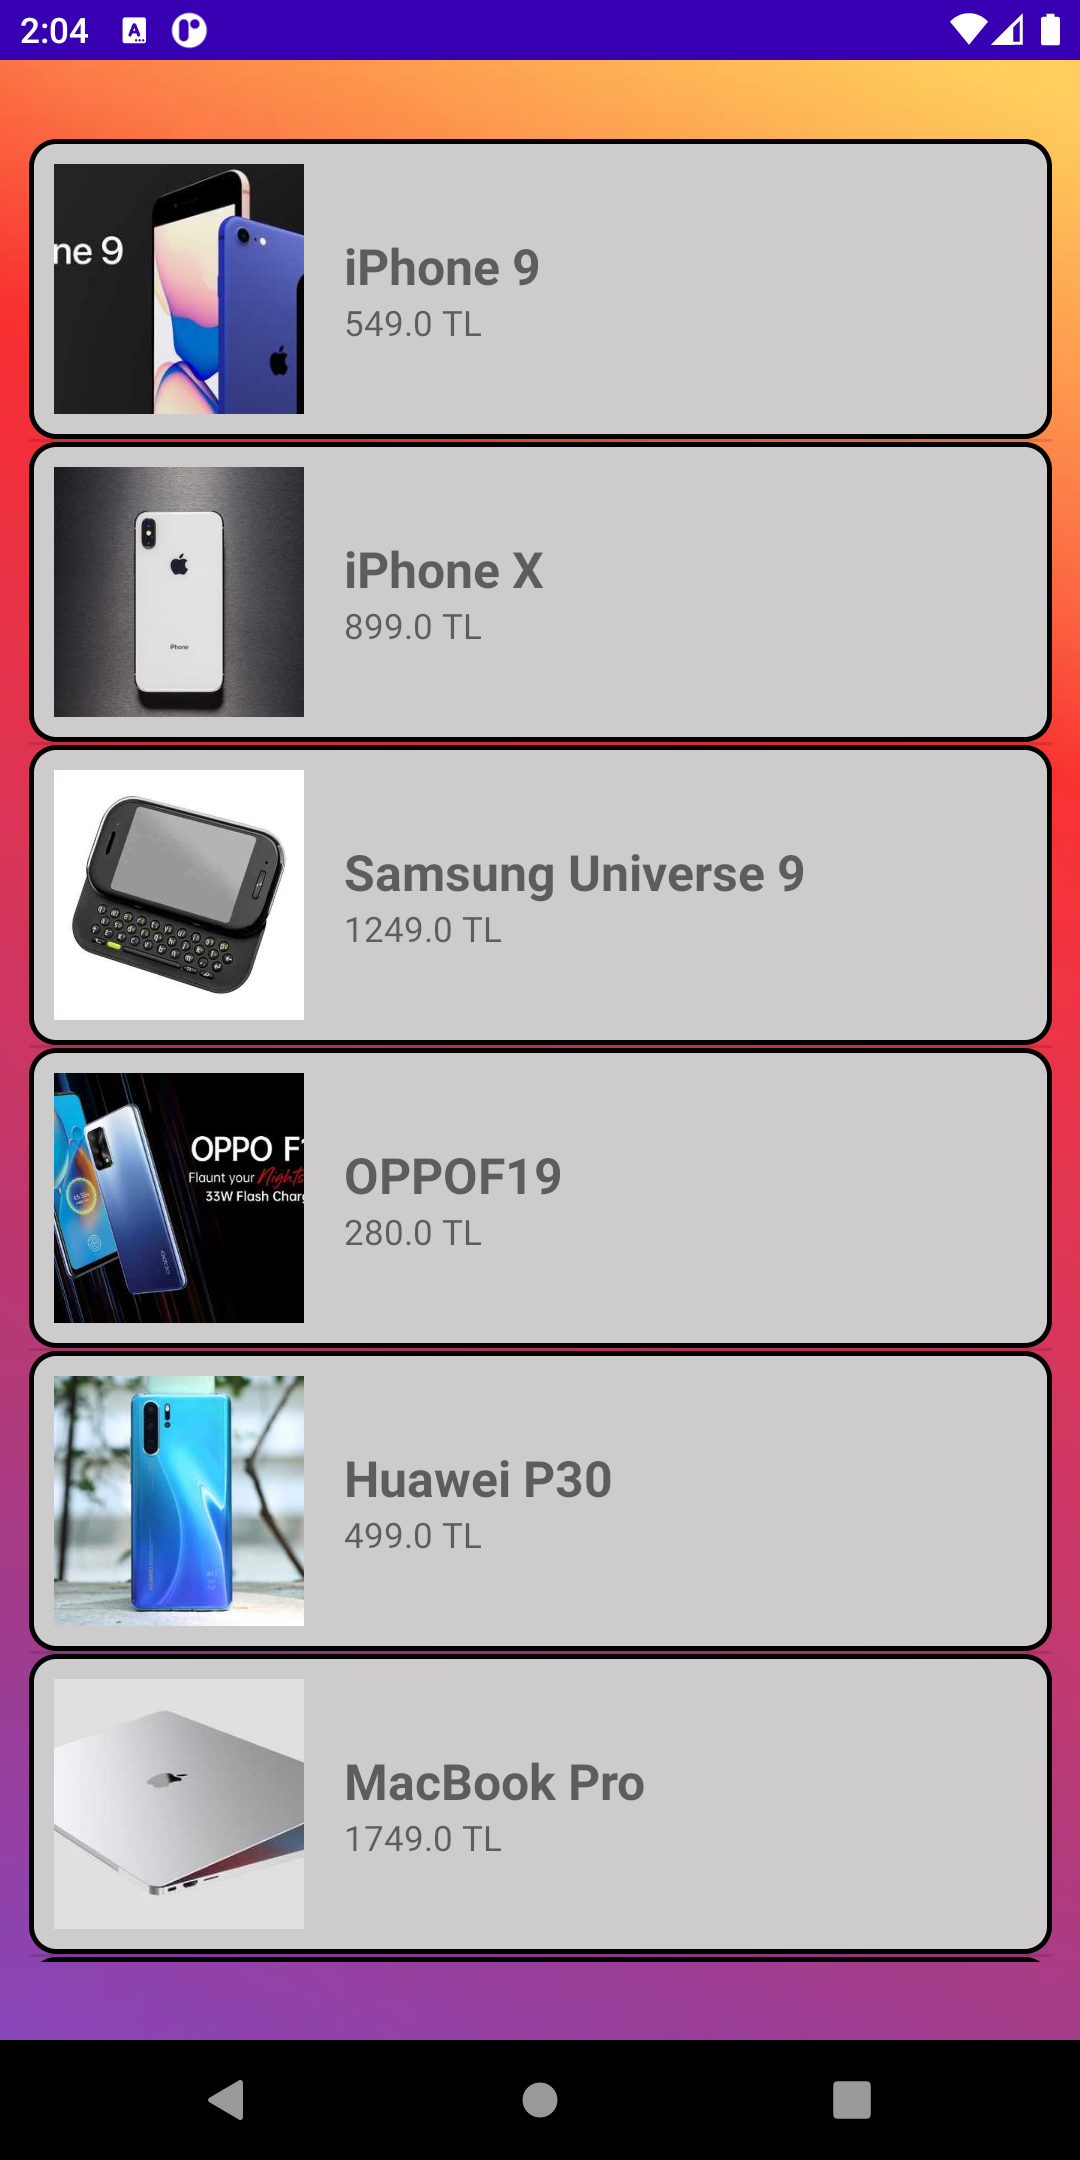 2:04
A
ne 9
iPhone 9
549.0 TL
iPhone
iPhone X
899.0 TL
Samsung Universe 9
1249.0 TL
OPPO F1
Flaunt your Nights
33W Flash Charg
OPPOF19
280.0 TL
Huawei P30
499.0 TL
MacBook Pro
1749.0 TL